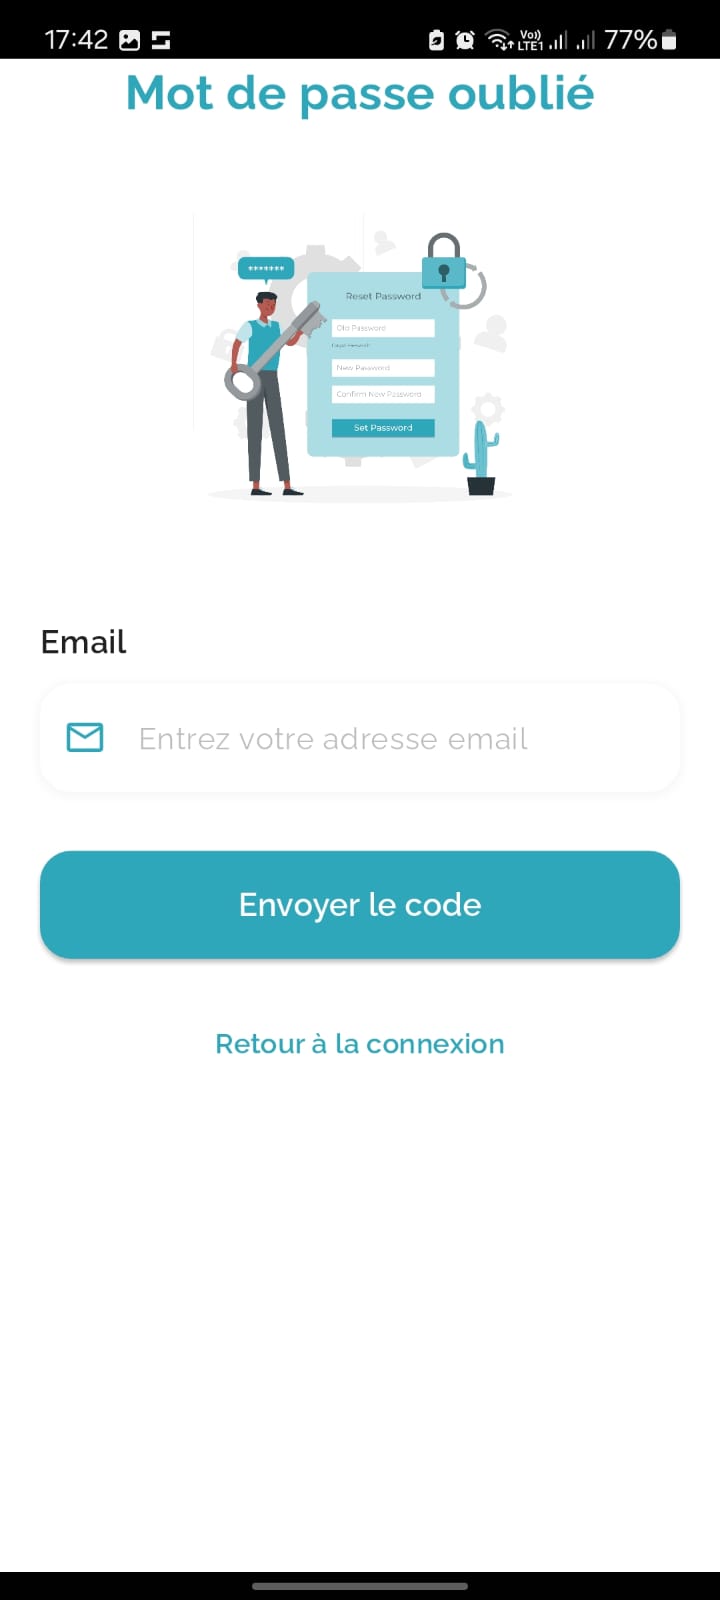 17:42 Vo)) LTE1 77%
Mot de passe oublié
*******
Reset Password
Old Password
New Password
Confirm New Password
Set Password
Email
Entrez votre adresse email
Envoyer le code
Retour à la connexion